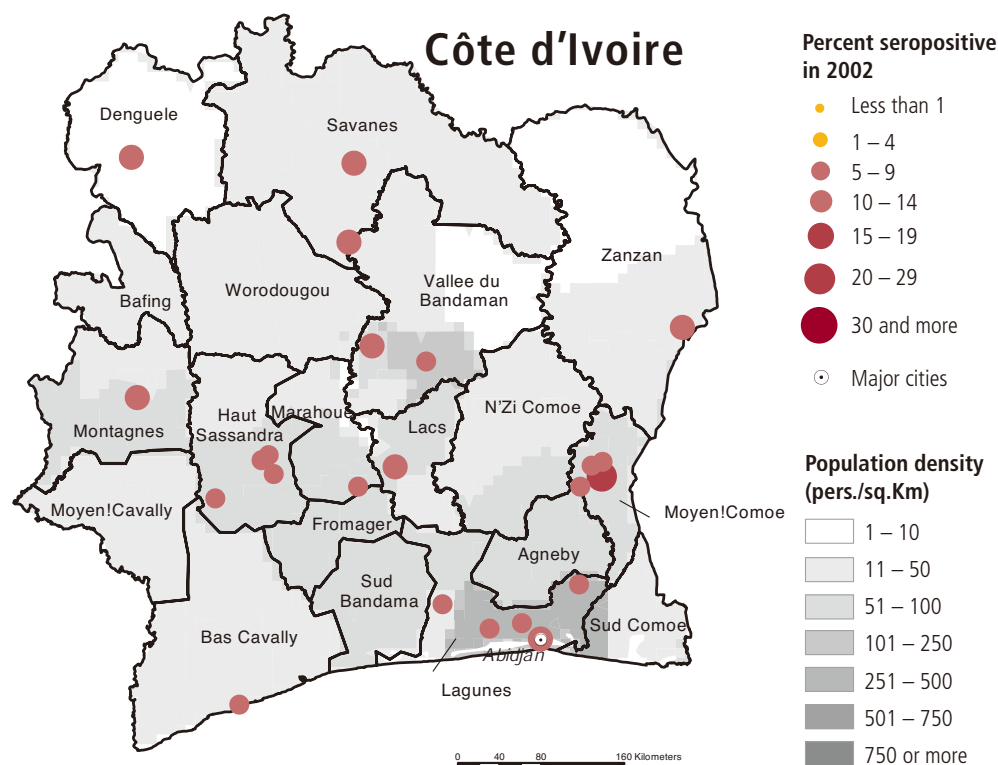 Côte d'Ivoire
Denguele
Savanes
Zanzan
Bafing
Worodougou
Vallee du
Bandaman
Montagnes
Haut
Sassandra
Marahoue
Lacs
N'Zi Comoe
Moyen!Cavally
Fromager
Moyen!Comoe
Agneby
Sud
Bandama
Bas Cavally
Sud Comoe
Abidjan
Lagunes
0 40 80 160 Kilometers
Percent seropositive
in 2002
Less than 1
1 – 4
5 – 9
10 – 14
15 – 19
20 – 29
30 and more
Major cities
Population density
(pers./sq.Km)
1 – 10
11 – 50
51 – 100
101 – 250
251 – 500
501 – 750
750 or more